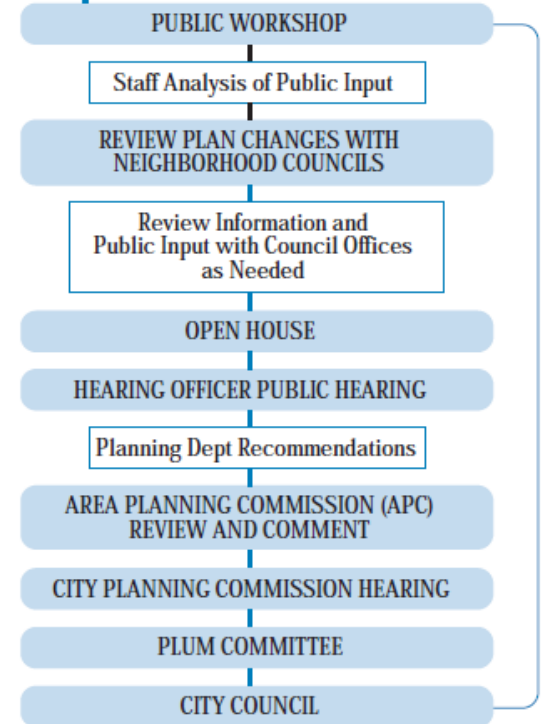 PUBLIC WORKSHOP
Staff Analysis of Public Input
REVIEW PLAN CHANGES WITH
NEIGHBORHOOD COUNCILS
Review Information and
Public Input with Council Offices
as Needed
OPEN HOUSE
HEARING OFFICER PUBLIC HEARING
Planning Dept Recommendations
AREA PLANNING COMMISSION (APC)
REVIEW AND COMMENT
CITY PLANNING COMMISSION HEARING
PLUM COMMITTEE
CITY COUNCIL